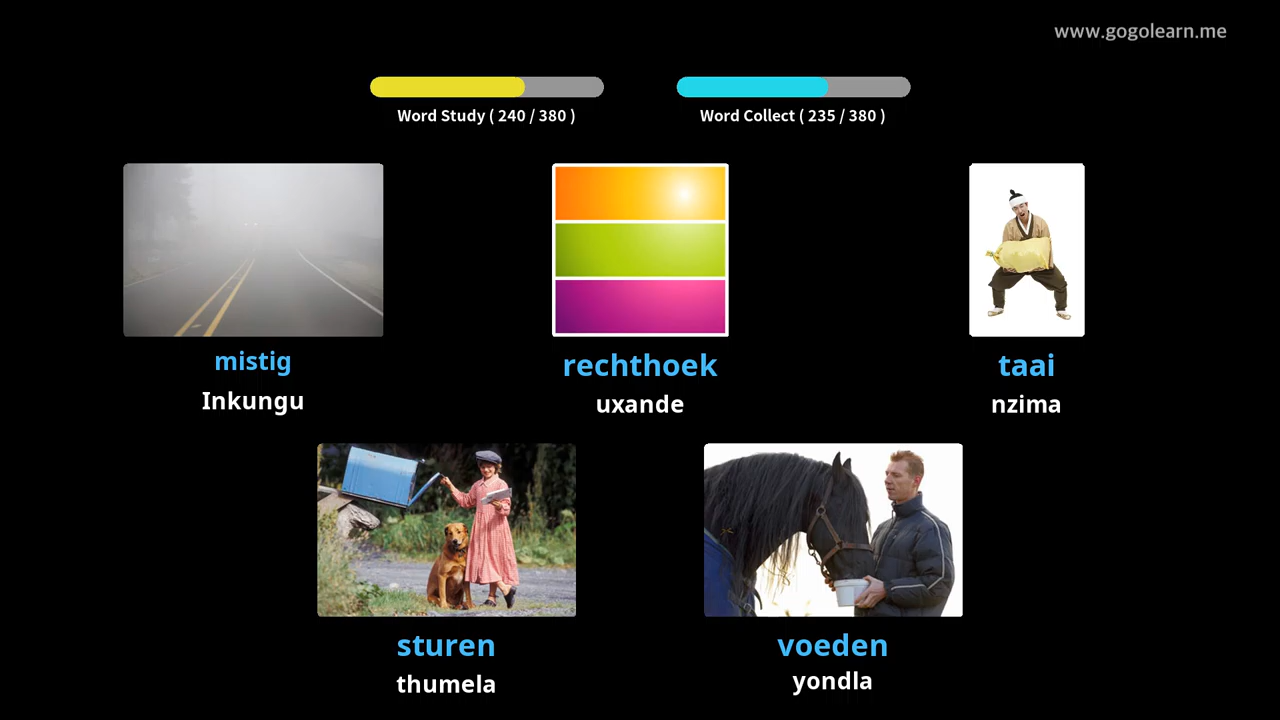 www.gogolearn.me
Word Study ( 240 / 380 )
Word Collect ( 235 / 380 )
mistig
Inkungu
rechthoek
uxande
taai
nzima
sturen
thumela
voeden
yondla